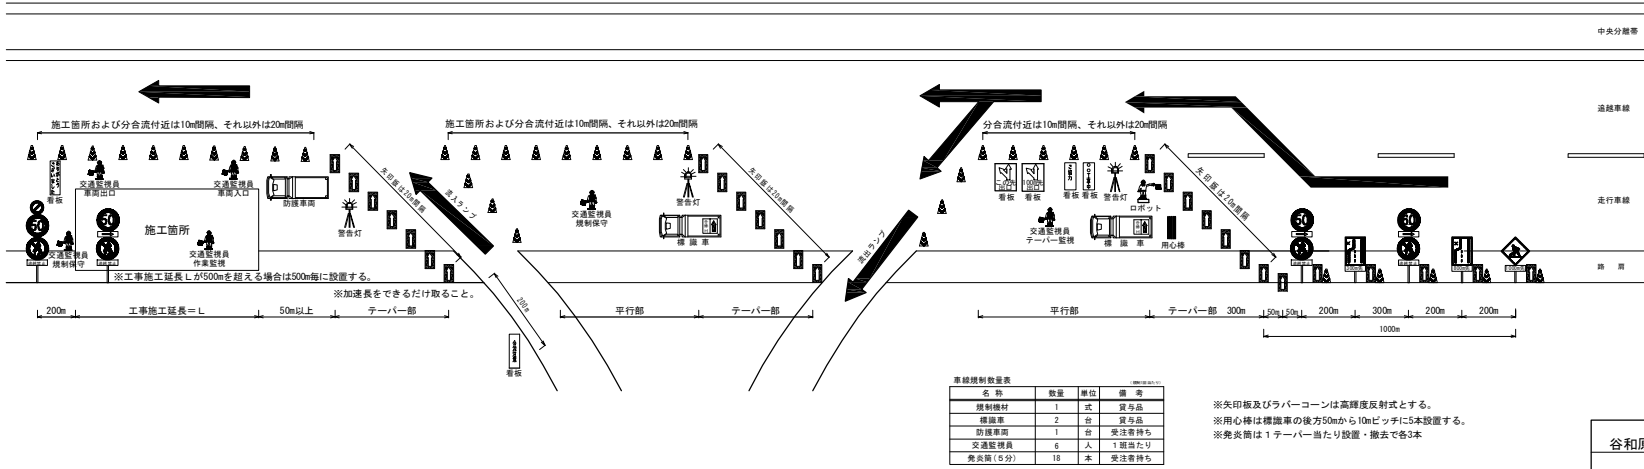 中央分離帯
追越車線
走行車線
路 肩
施工箇所および分合流付近は10m間隔、それ以外は20m間隔
施工箇所および分合流付近は10m間隔、それ以外は20m間隔
分合流付近は10m間隔、それ以外は20m間隔
看板
交通監視員
車両出口
交通監視員
車両入口
防護車両
矢印版は20m間隔
警告灯
流入ランプ
施工箇所
交通監視員
規制保守
交通監視員
作業監視
※工事施工延長Lが500mを超える場合は500m毎に設置する。
※加速長をできるだけ取ること。
交通監視員
規制保守
警告灯
標 識 車
矢印版は20m間隔
流出ランプ
この先
出口
看板
出口
看板
ご協力
看板
看板
警告灯
ロボット
交通監視員
テーパー監視
標 識 車
用心棒
矢印版は20m間隔
50
50
50
50
200m
工事施工延長=L
50m以上
テーパー部
200m
看板
平行部
テーパー部
平行部
テーパー部 300m
50m
50m
200m
300m
200m
200m
1000m
車線規制数量表
名 称 数量 単位 備 考
規制機材 1 式 貸与品
標識車 2 台 貸与品
防護車両 1 台 受注者持ち
交通監視員 6 人 1班当たり
発炎筒(5分) 18 本 受注者持ち
※矢印板及びラバーコーンは高輝度反射式とする。
※用心棒は標識車の後方50mから10mピッチに5本設置する。
※発炎筒は1テーパー当たり設置・撤去で各3本
谷和原